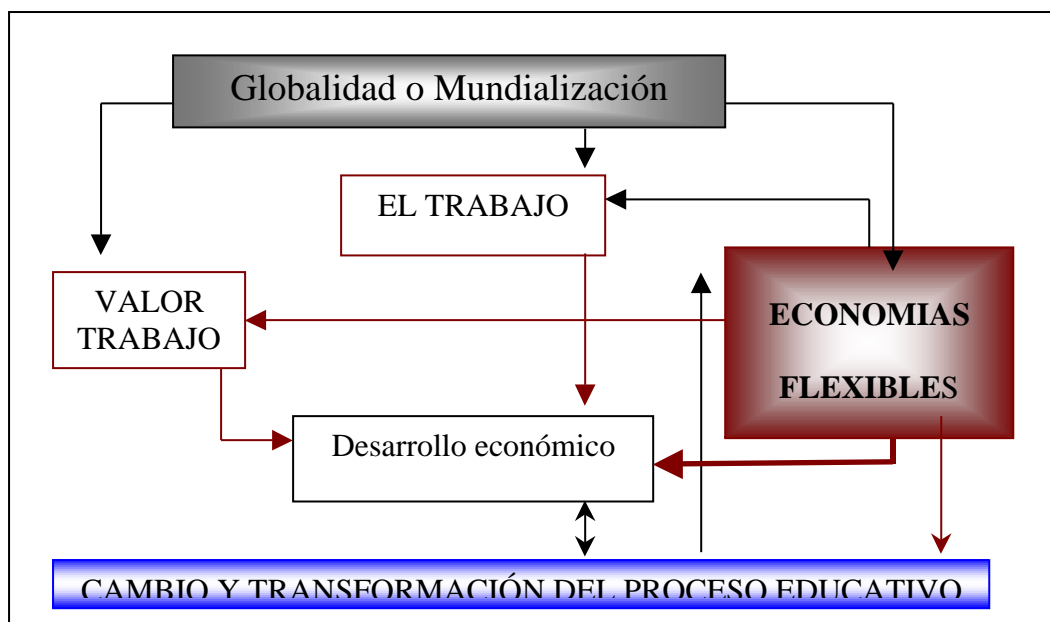 Globalidad o Mundialización
EL TRABAJO
VALOR
TRABAJO
ECONOMIAS
FLEXIBLES
Desarrollo económico
CAMBIO Y TRANSFORMACIÓN DEL PROCESO EDUCATIVO